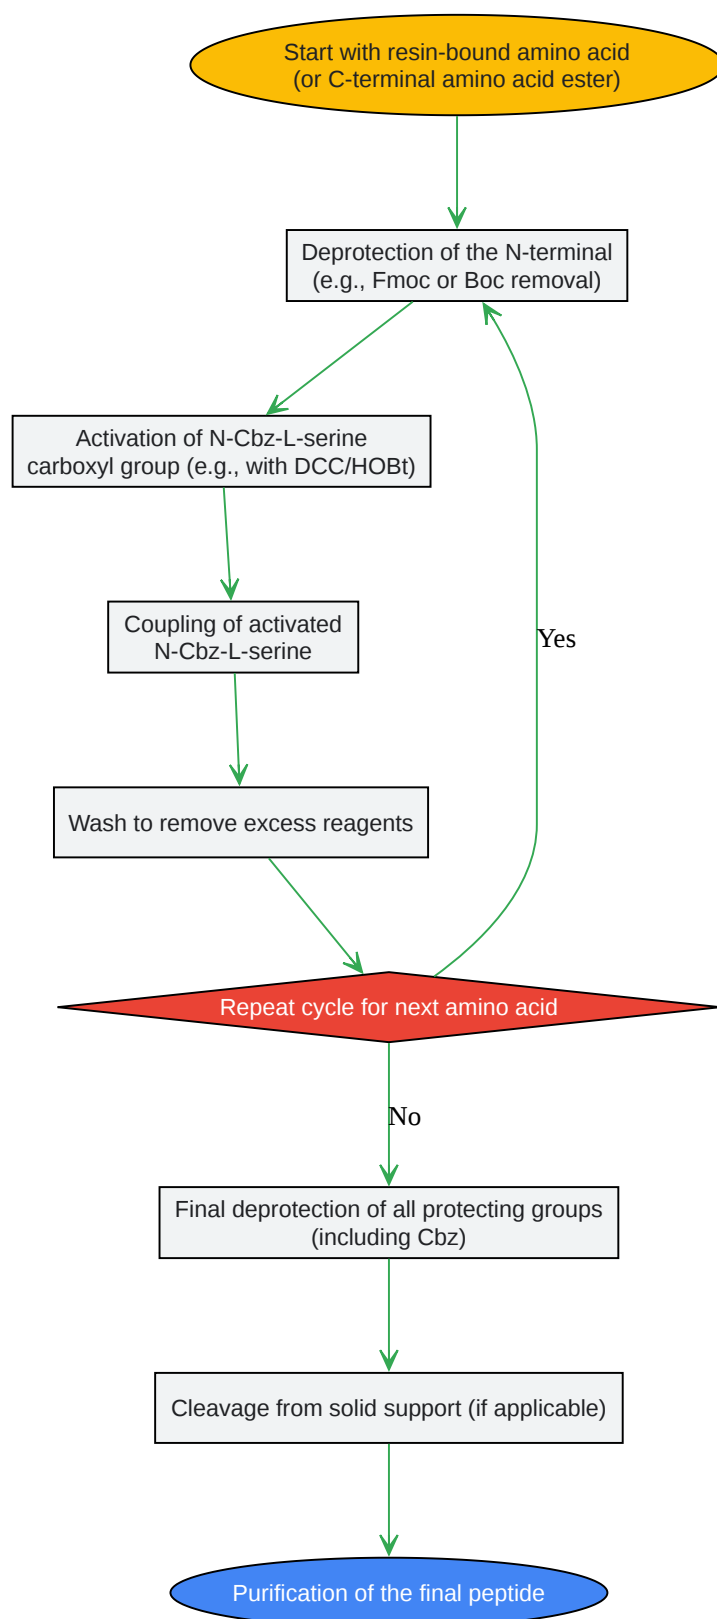 Start with resin-bound amino acid
(or C-terminal amino acid ester)
Deprotection of the N-terminal
(e.g., Fmoc or Boc removal)
Activation of N-Cbz-L-serine
carboxyl group (e.g., with DCC/HOBt)
Coupling of activated
N-Cbz-L-serine
Yes
Wash to remove excess reagents
Repeat cycle for next amino acid
No
Final deprotection of all protecting groups
(including Cbz)
Cleavage from solid support (if applicable)
Purification of the final peptide